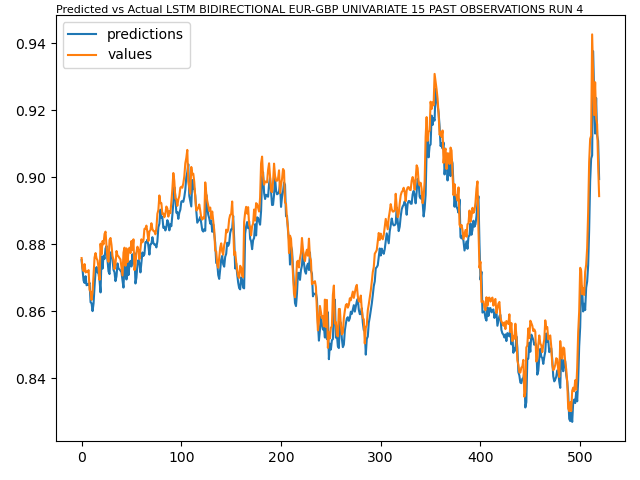 Predicted vs Actual LSTM BIDIRECTIONAL EUR-GBP UNIVARIATE 15 PAST OBSERVATIONS RUN 4
predictions
values
0.94
0.92
0.90
0.88
0.86
0.84
0 100 200 300 400 500